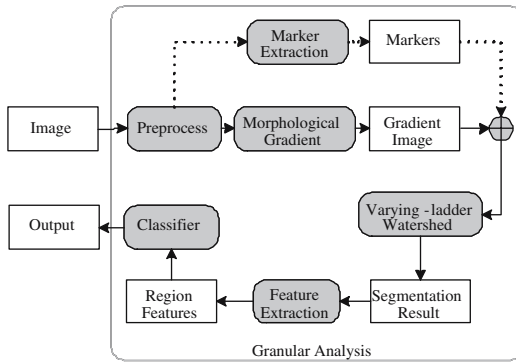 Marker
Extraction
Markers
Image
Preprocess
Morphological
Gradient
Gradient
Image
Varying - ladder
Watershed
Output
Classifier
Region
Features
Feature
Extraction
Segmentation
Result
Granular Analysis